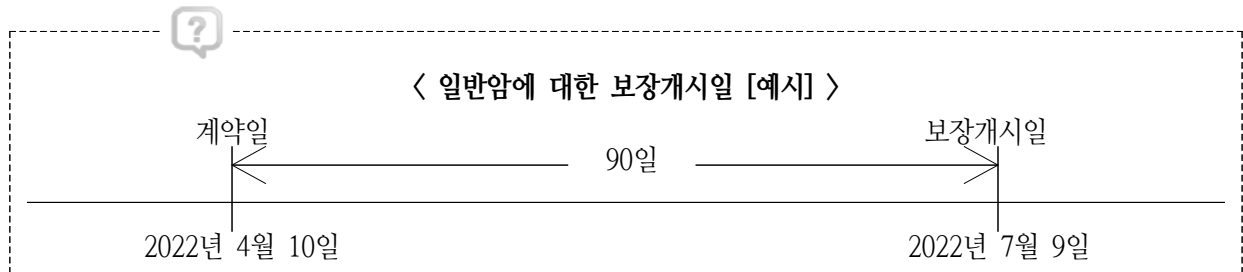 ?
< 일반암에 대한 보장개시일 [예시] >
계약일 보장개시일
90일
2022년 4월 10일 2022년 7월 9일